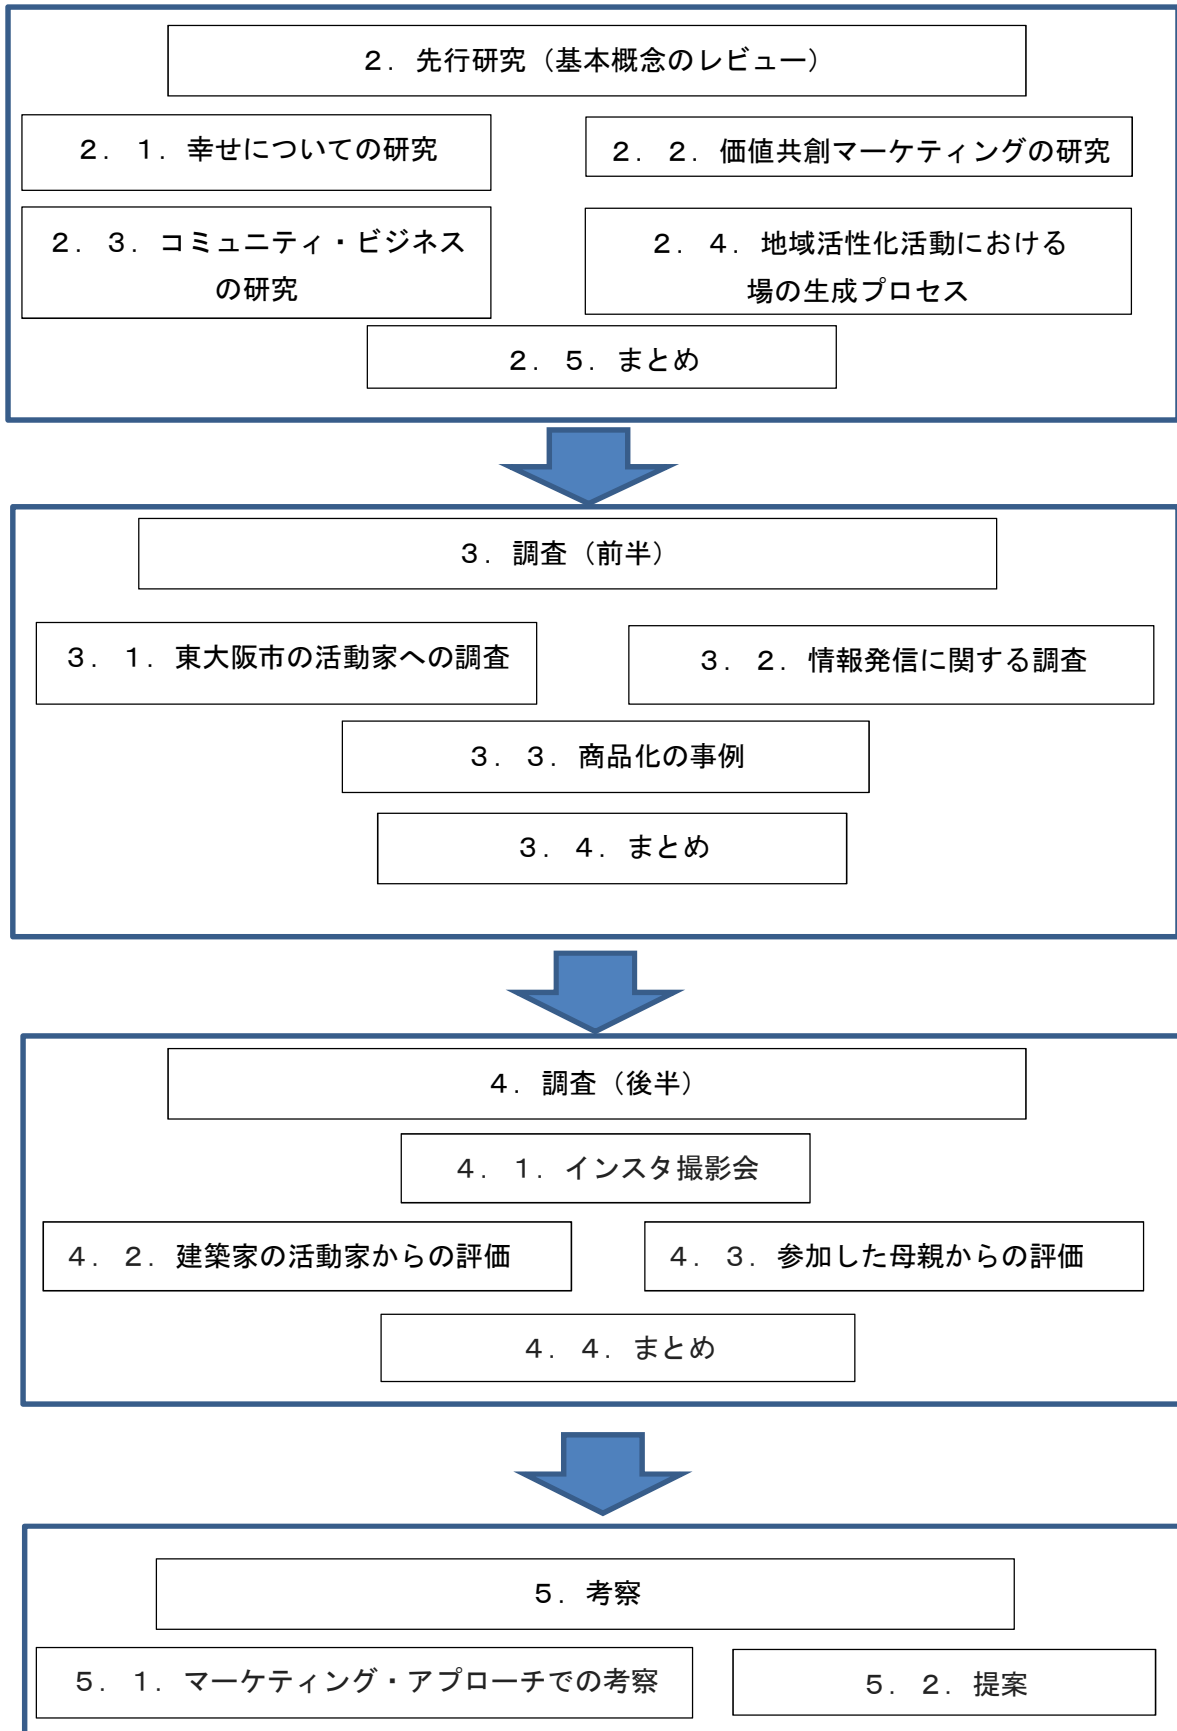 ２．先行研究（基本概念のレビュー）
２．１．幸せについての研究
２．２．価値共創マーケティングの研究
２．３．コミュニティ・ビジネス
の研究
２．４．地域活性化活動における
場の生成プロセス
２．５．まとめ
３．調査（前半）
３．１．東大阪市の活動家への調査
３．２．情報発信に関する調査
３．３．商品化の事例
３．４．まとめ
４．調査（後半）
４．１．インスタ撮影会
４．２．建築家の活動家からの評価
４．３．参加した母親からの評価
４．４．まとめ
５．考察
５．１．マーケティング・アプローチでの考察
５．２．提案